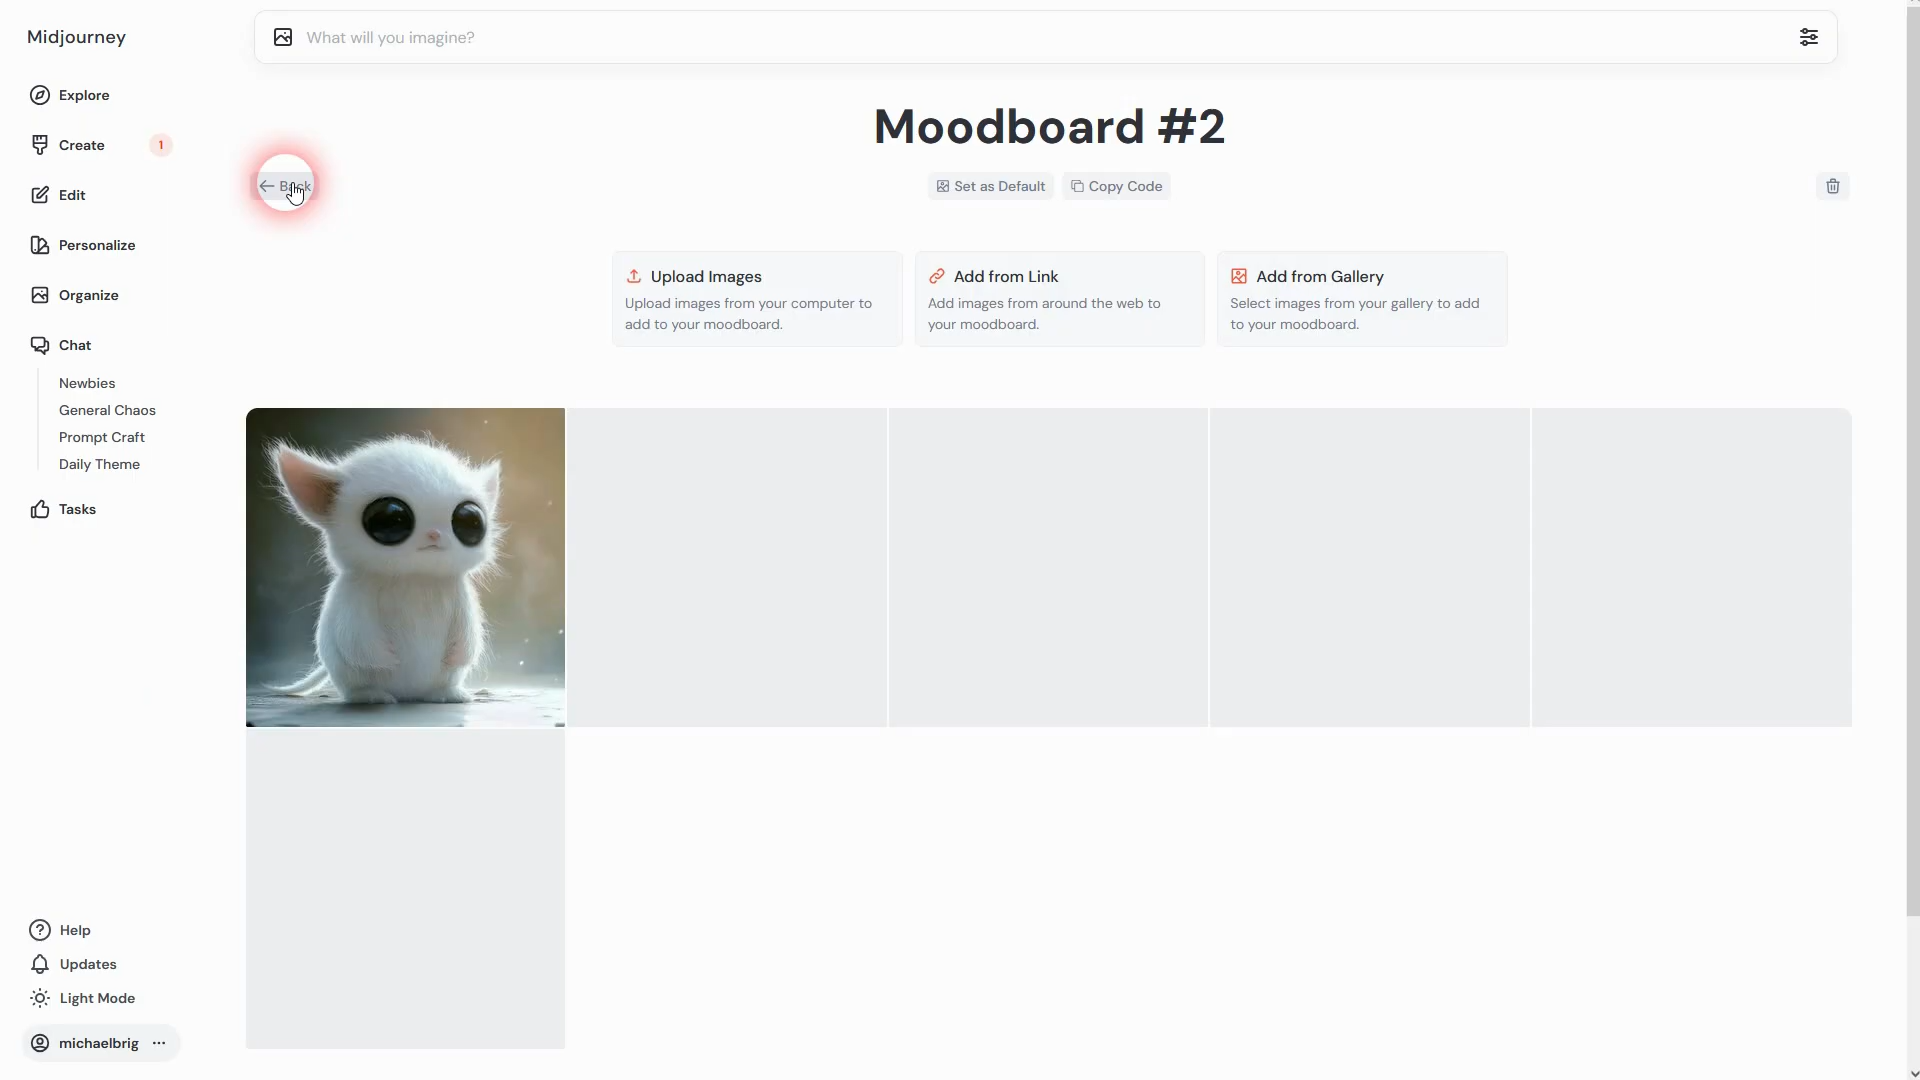 Midjourney
What will you imagine?
Explore
Create
1
Edit
Personalize
Organize
Chat
Newbies
General Chaos
Prompt Craft
Daily Theme
Tasks
Help
Updates
Light Mode
michaelbrig
Moodboard #2
Back
Set as Default
Copy Code
Upload Images
Upload images from your computer to
add to your moodboard.
Add from Link
Add images from around the web to
your moodboard.
Add from Gallery
Select images from your gallery to add
to your moodboard.